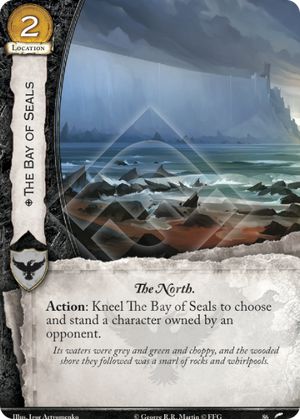 2
LOCATION
THE BAY OF SEALS
The North.
Action: Kneel The Bay of Seals to choose
and stand a character owned by an
opponent.
Its waters were grey and green and choppy, and the wooded
shore they followed was a snarl of rocks and whirlpools.
Illus. Igor Artyomenko © George R.R. Martin © FFG 86